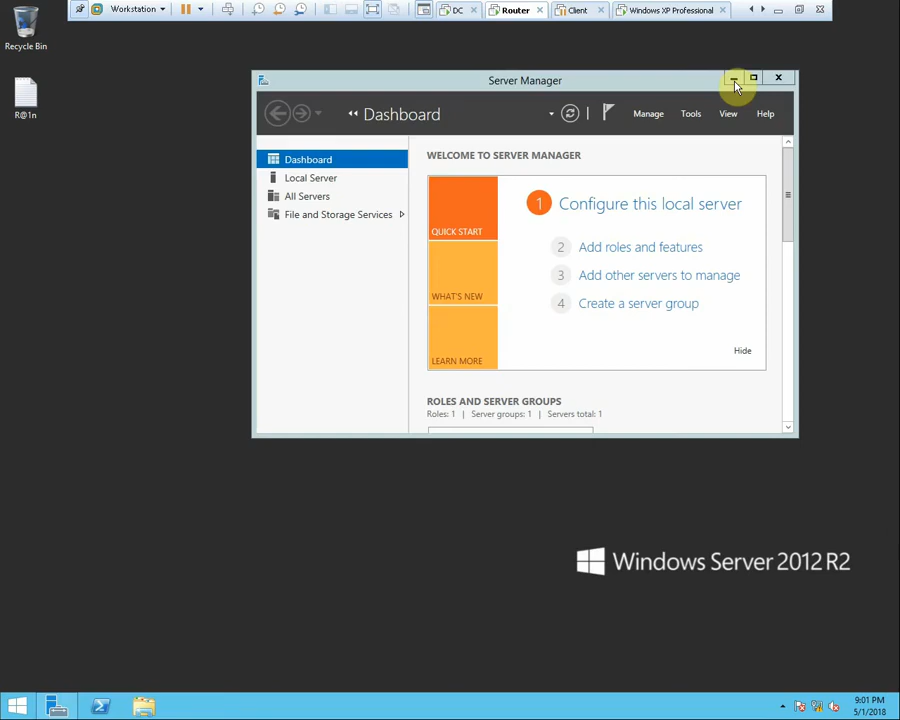 Workstation
DC
Router
Client
Windows XP Professional
Recycle Bin
R@1n
Server Manager
Dashboard
Manage
Tools
View
Help
Dashboard
Local Server
All Servers
File and Storage Services
WELCOME TO SERVER MANAGER
QUICK START
WHAT'S NEW
LEARN MORE
1 Configure this local server
2 Add roles and features
3 Add other servers to manage
4 Create a server group
Hide
ROLES AND SERVER GROUPS
Roles: 1 | Server groups: 1 | Servers total: 1
Windows Server 2012 R2
9:01 PM
5/1/2018